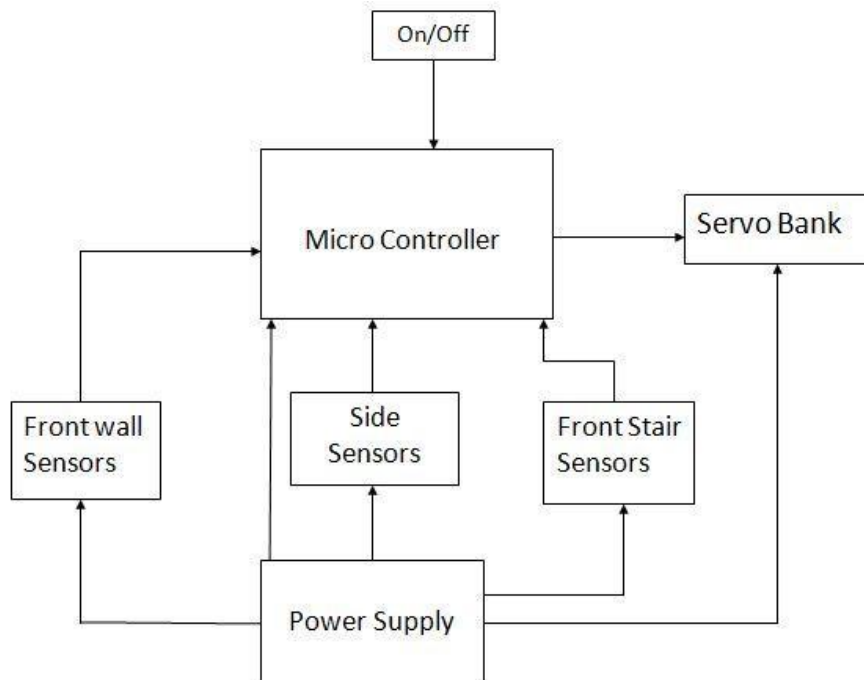 On/Off
Micro Controller
Servo Bank
Front wall
Sensors
Side
Sensors
Front Stair
Sensors
Power Supply